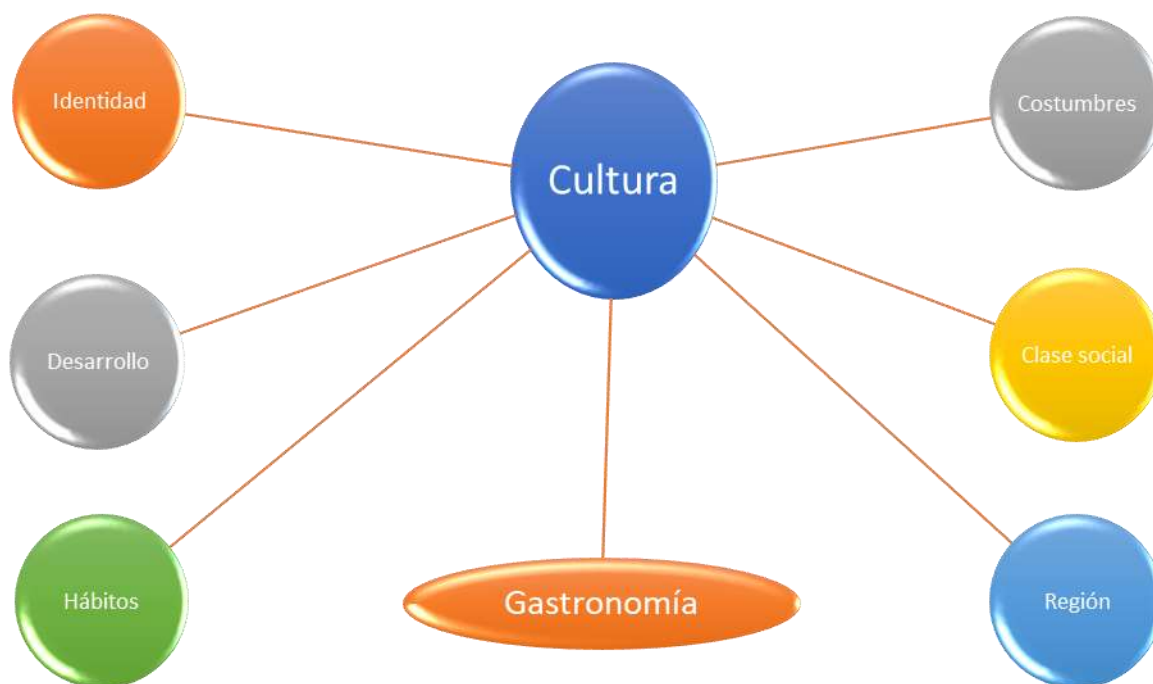 Identidad
Cultura
Costumbres
Desarrollo
Clase social
Hábitos
Gastronomía
Región